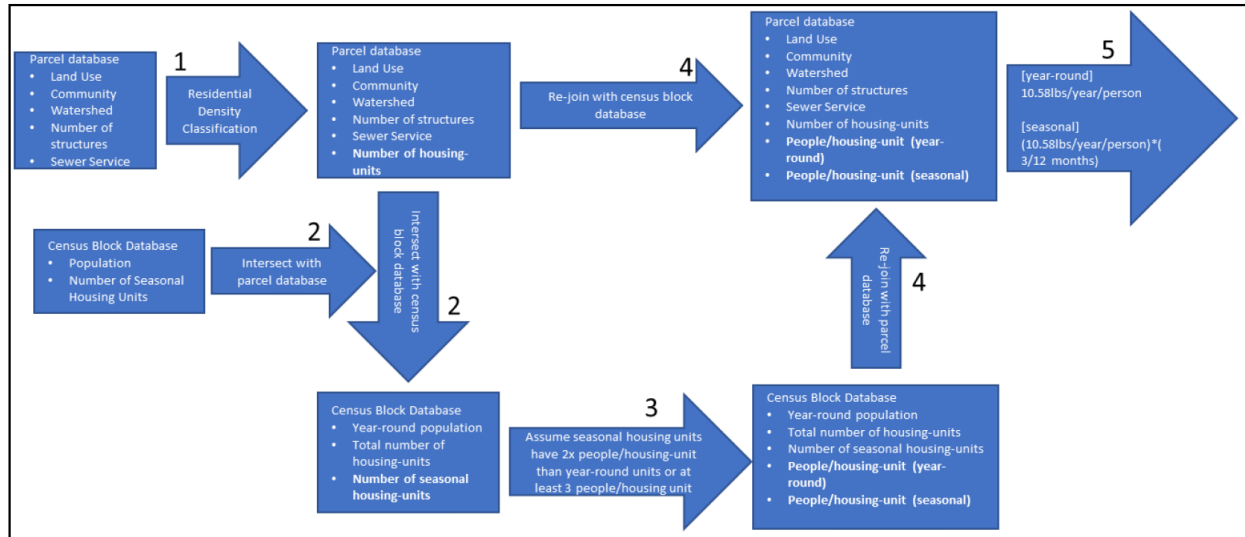 Parcel database
• Land Use
• Community
• Watershed
• Number of
structures
• Sewer Service
1
Residential
Density
Classification
Parcel database
• Land Use
• Community
• Watershed
• Number of structures
• Sewer Service
• Number of housing-
units
4
Re-join with census block
database
Parcel database
• Land Use
• Community
• Watershed
• Number of structures
• Sewer Service
• Number of housing-units
• People/housing-unit (year-
round)
• People/housing-unit (seasonal)
5
[year-round]
10.58lbs/year/person
[seasonal]
(10.58lbs/year/person)*(
3/12 months)
Census Block Database
• Population
• Number of Seasonal
Housing Units
2
Intersect with
parcel database
Intersect with census
block database
2
Census Block Database
• Year-round population
• Total number of
housing-units
• Number of seasonal
housing-units
3
Assume seasonal housing units
have 2x people/housing-unit
than year-round units or at
least 3 people/housing unit
Census Block Database
• Year-round population
• Total number of housing-units
• Number of seasonal housing-units
• People/housing-unit (year-
round)
• People/housing-unit (seasonal)
Re-join with parcel
database
4